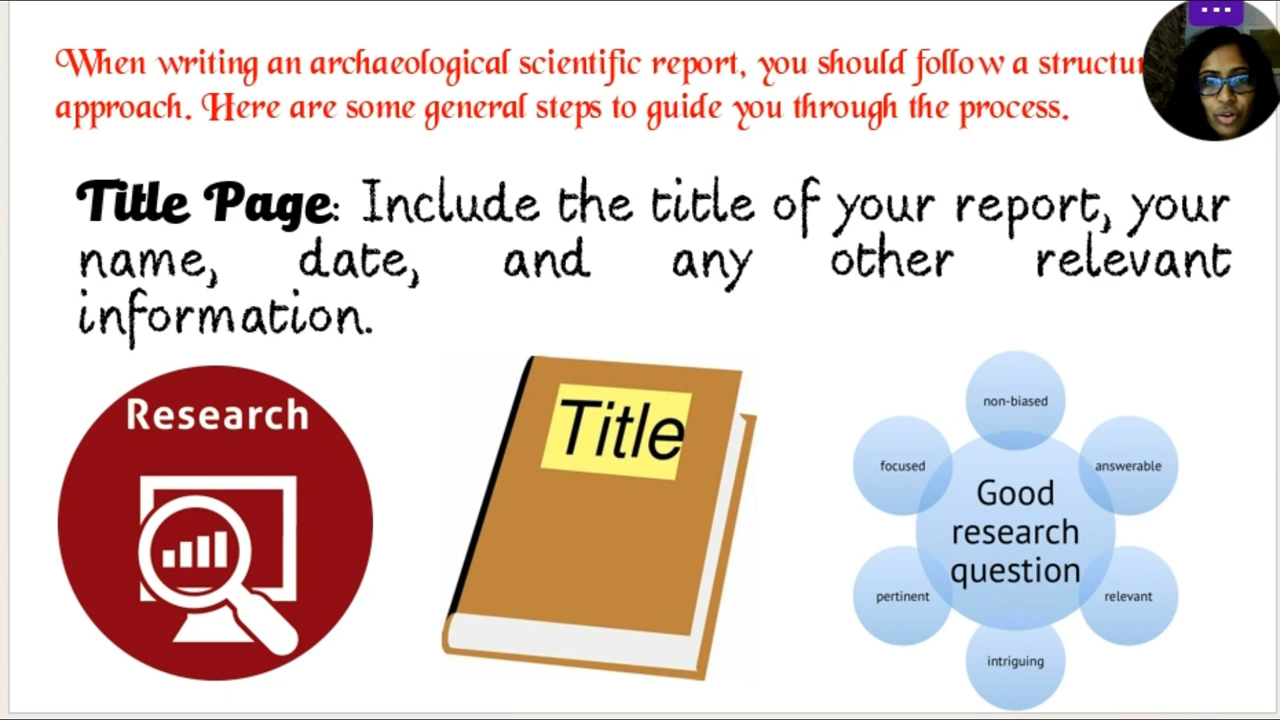 When writing an archaeological scientific report, you should follow a
approach. Here are some general steps to guide you through the process.
Title Page: Include the title of your report, your
name, date, and any other relevant
information.
Research
Title
non-biased
focused
answerable
Good
research
question
pertinent
relevant
intriguing